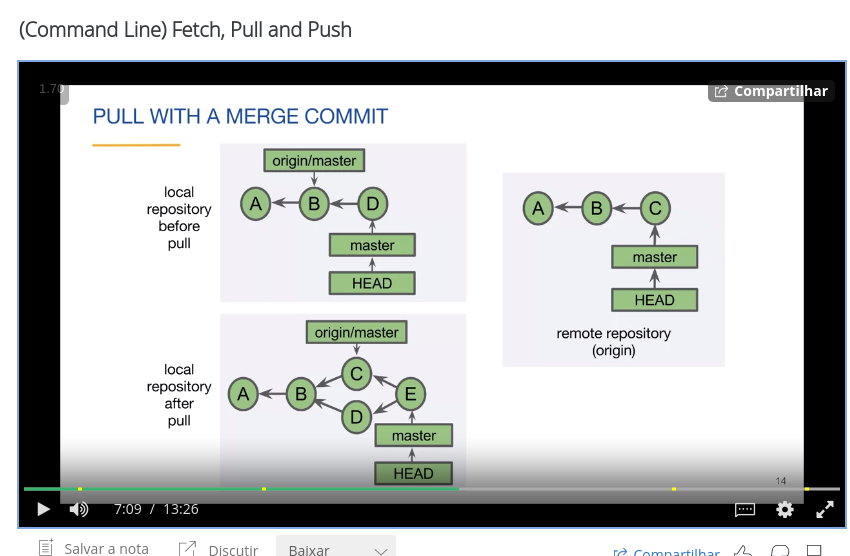 (Command Line) Fetch, Pull and Push
1.70
Compartilhar
PULL WITH A MERGE COMMIT
local
repository
before
pull
origin/master
A
B
D
master
HEAD
A
B
C
master
HEAD
remote repository
(origin)
local
repository
after
pull
origin/master
C
A
B
E
D
master
HEAD
14
7:09 / 13:26
Salvar a nota
Discutir
Baixar
Compartilhar